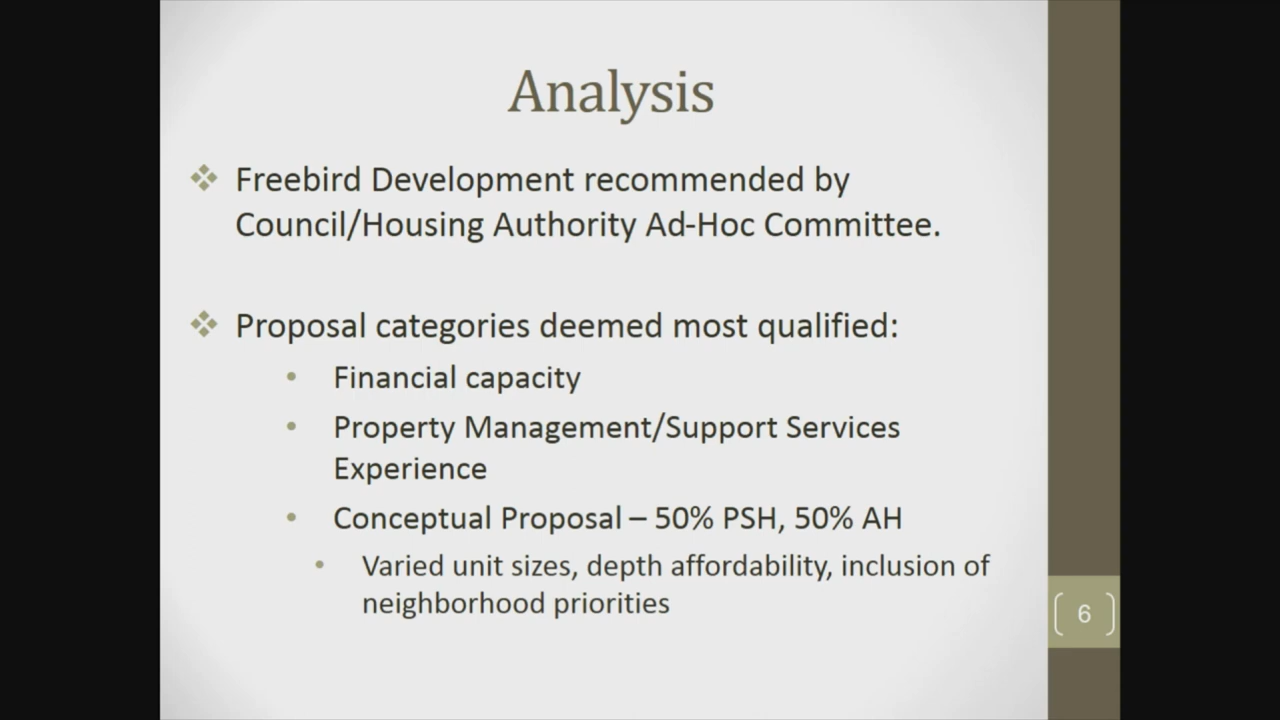 Analysis
Freebird Development recommended by
Council/Housing Authority Ad-Hoc Committee.
Proposal categories deemed most qualified:
Financial capacity
Property Management/Support Services
Experience
Conceptual Proposal – 50% PSH, 50% AH
Varied unit sizes, depth affordability, inclusion of
neighborhood priorities
6